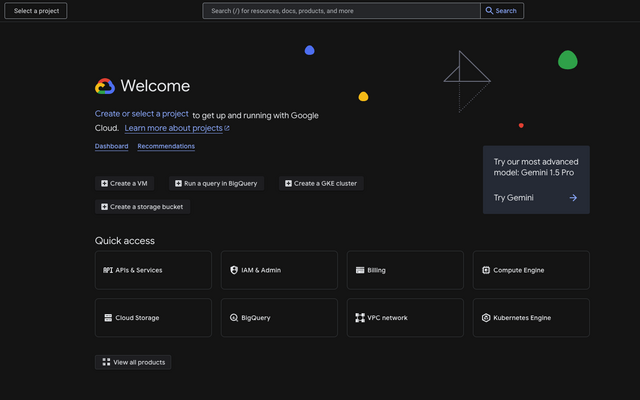 Select a project
Search (/) for resources, docs, products, and more
Search
Welcome
Create or select a project to get up and running with Google
Cloud. Learn more about projects
Dashboard Recommendations
Try our most advanced
model: Gemini 1.5 Pro
Try Gemini
Create a VM
Run a query in BigQuery
Create a GKE cluster
Create a storage bucket
Quick access
API APIs & Services
IAM & Admin
Billing
Compute Engine
Cloud Storage
BigQuery
VPC network
Kubernetes Engine
View all products